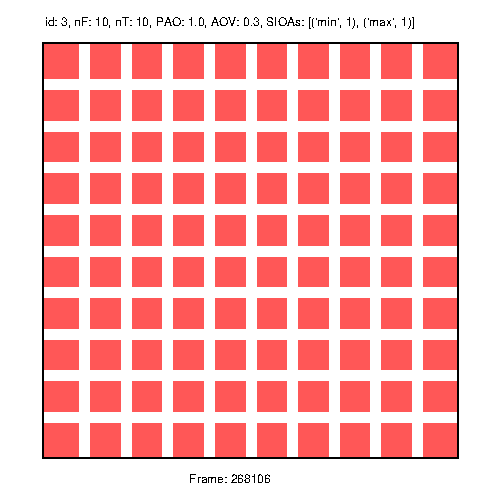 id: 3, nF: 10, nT: 10, PAO: 1.0, AOV: 0.3, SIOAs: [('min', 1), ('max', 1)]
Frame: 268106